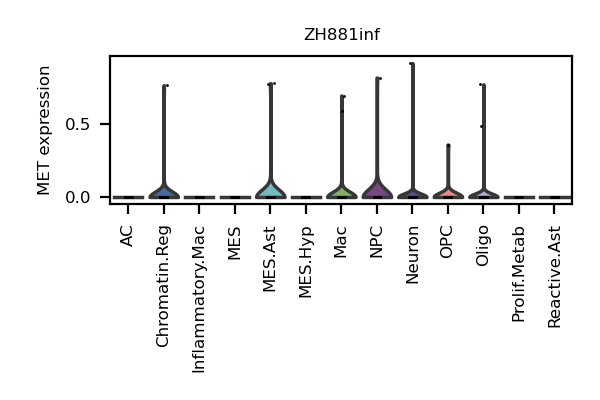 ZH881inf
MET expression
0.5
0.0
AC
Chromatin.Reg
Inflammatory.Mac
MES
MES.Ast
MES.Hyp
Mac
NPC
Neuron
OPC
Oligo
Prolif.Metab
Reactive.Ast